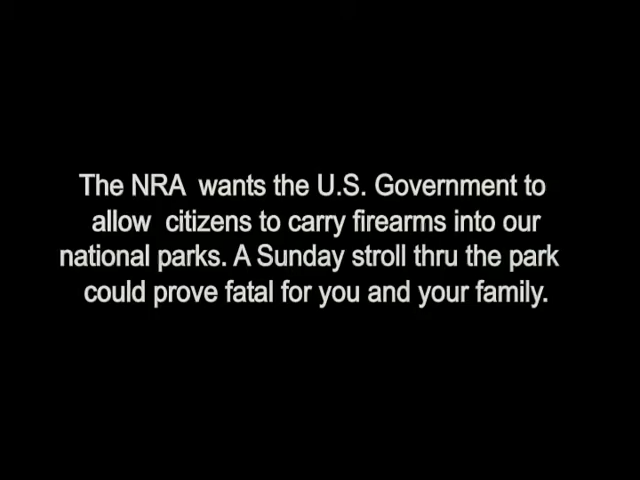 The NRA  wants the U.S. Government to
allow  citizens to carry firearms into our
national parks. A Sunday stroll thru the park
could prove fatal for you and your family.